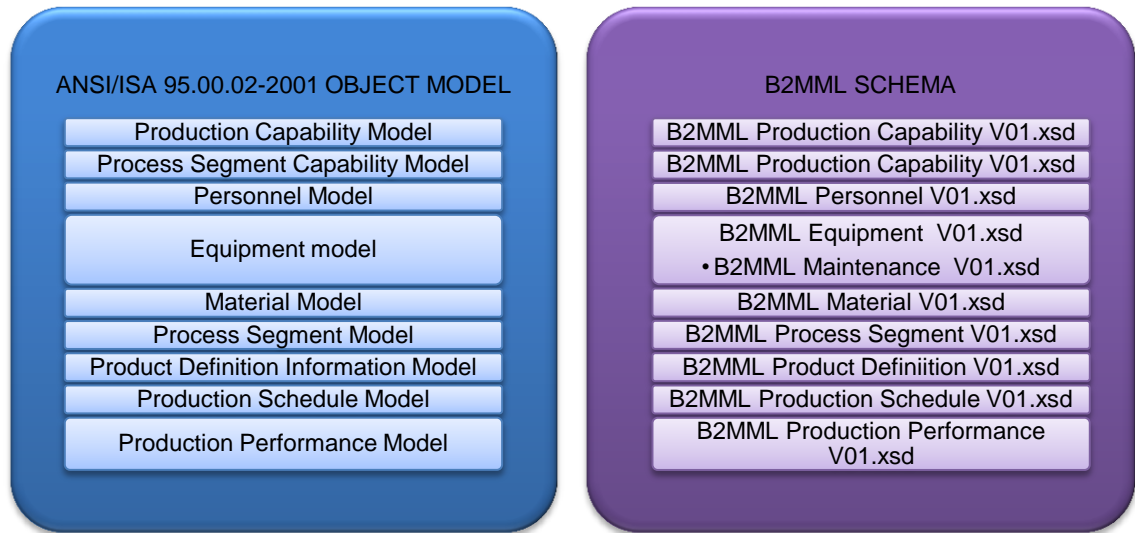 ANSI/ISA 95.00.02-2001 OBJECT MODEL
Production Capability Model
Process Segment Capability Model
Personnel Model
Equipment model
Material Model
Process Segment Model
Product Definition Information Model
Production Schedule Model
Production Performance Model
B2MML SCHEMA
B2MML Production Capability V01.xsd
B2MML Production Capability V01.xsd
B2MML Personnel V01.xsd
B2MML Equipment  V01.xsd
•B2MML Maintenance  V01.xsd
B2MML Material V01.xsd
B2MML Process Segment V01.xsd
B2MML Product Definiition V01.xsd
B2MML Production Schedule V01.xsd
B2MML Production Performance
V01.xsd